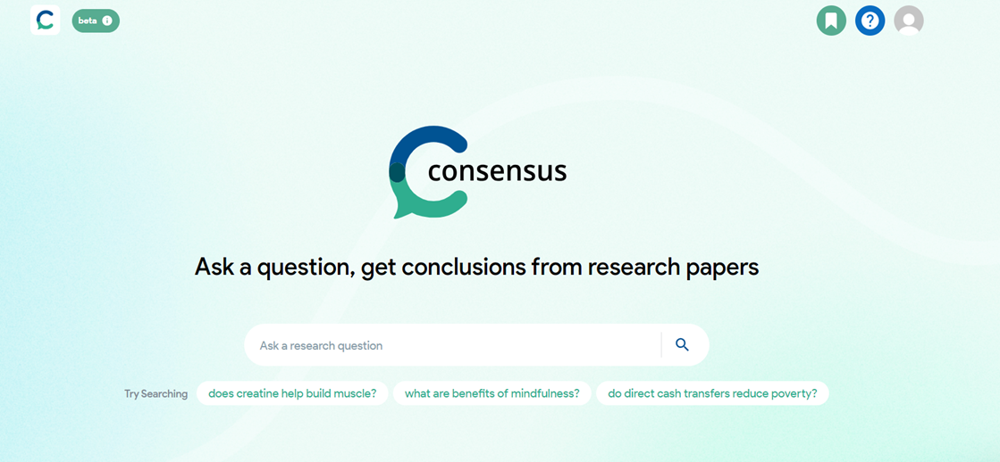 beta
consensus
Ask a question, get conclusions from research papers
Ask a research question
Try Searching does creatine help build muscle? what are benefits of mindfulness? do direct cash transfers reduce poverty?